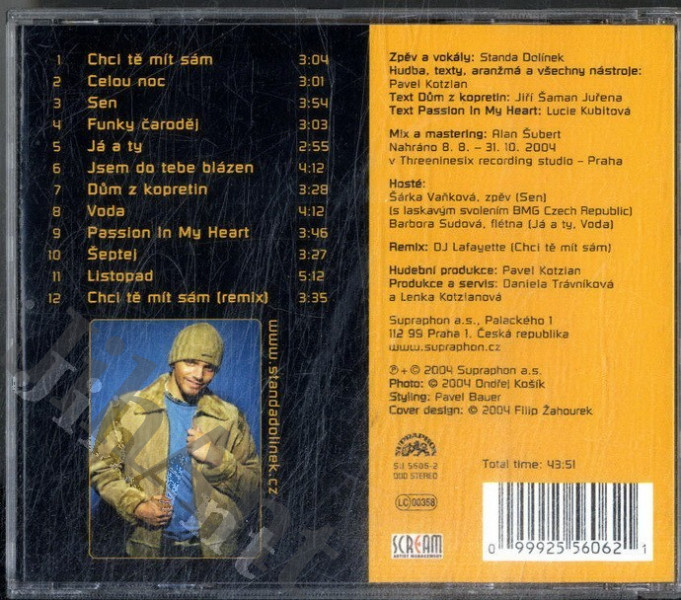 1 Chci tě mít sám 3:04
2 Celou noc 3:01
3 Sen 3:54
4 Funky čaroděj 3:03
5 Já a ty 2:55
6 Jsem do tebe blázen 4:12
7 Dům z kopretin 3:28
8 Voda 4:12
9 Passion In My Heart 3:46
10 Šeptej 3:27
11 Listopad 5:12
12 Chci tě mít sám (remix) 3:35
www.standadolinek.cz
Zpěv a vokály: Standa Dolínek
Hudba, texty, aranžmá a všechny nástroje:
Pavel Kotzian
Text Dům z kopretin: Jiří Šaman Juřena
Text Passion In My Heart: Lucie Kubitová
Mix a mastering: Alan Šubert
Nahráno 8. 8. – 31. 10. 2004
v Threeninesix recording studio – Praha
Hosté:
Šárka Vaňková, zpěv (Sen)
(s laskavým svolením BMG Czech Republic)
Barbora Sudová, flétna (Já a ty, Voda)
Remix: DJ Lafayette (Chci tě mít sám)
Hudební produkce: Pavel Kotzian
Produkce a servis: Daniela Trávníková
a Lenka Kotzianová
Supraphon a.s., Palackého 1
112 99 Praha 1, Česká republika
www.supraphon.cz
℗+© 2004 Supraphon a.s.
Photo: © 2004 Ondřej Košík
Styling: Pavel Bauer
Cover design: © 2004 Filip Žahourek
SUPRAPHON
SU 5605-2
DDD STEREO
Total time: 43:51
LC 00358
SCREAM
ARTIST MANAGEMENT
0 99925 56062 1